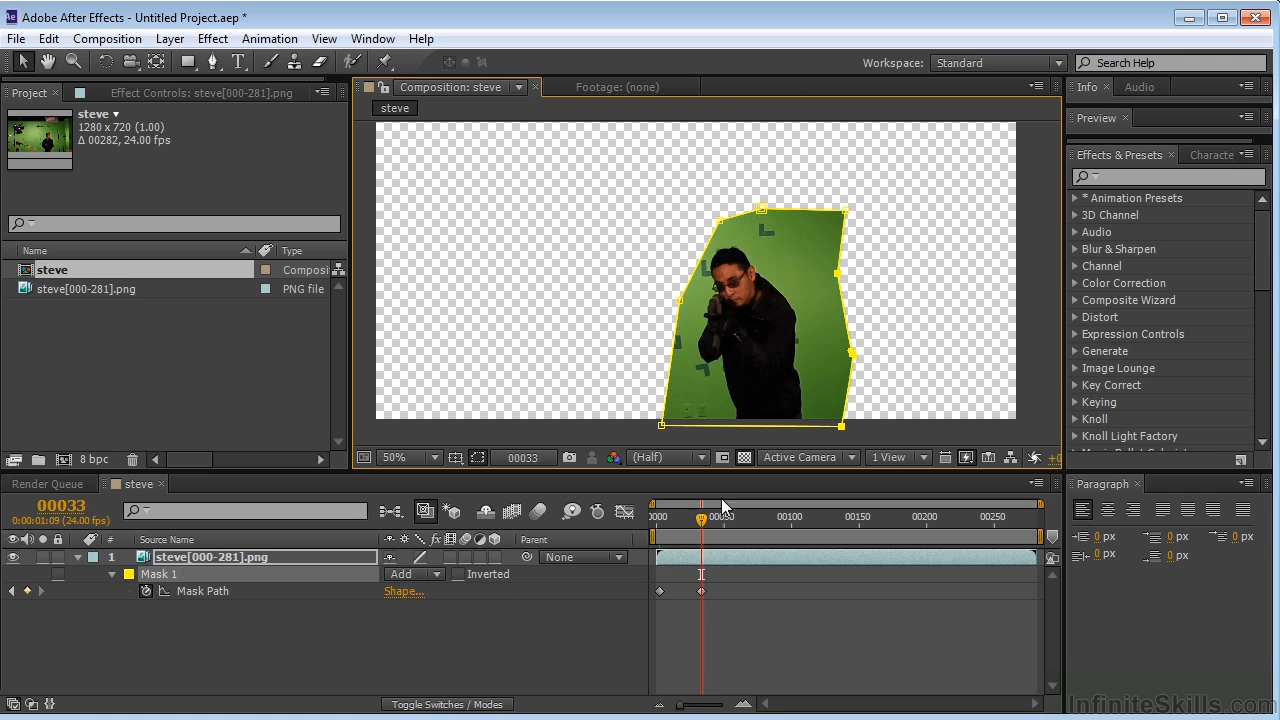 Adobe After Effects - Untitled Project.aep *
File Edit Composition Layer Effect Animation View Window Help
Workspace: Standard Search Help
Project Effect Controls: steve[000-281].png
steve
1280 x 720 (1.00)
Δ 00282, 24.00 fps
Name Type
steve Composi
steve[000-281].png PNG file
8 bpc
Composition: steve Footage: (none)
steve
50% 00033 (Half) Active Camera 1 View +0
Info Audio
Preview
Effects & Presets Characte
* Animation Presets
3D Channel
Audio
Blur & Sharpen
Channel
Color Correction
Composite Wizard
Distort
Expression Controls
Generate
Image Lounge
Key Correct
Keying
Knoll
Knoll Light Factory
Render Queue steve
00033
0:00:01:09 (24.00 fps)
0000 00050 00100 00150 00200 00250
# Source Name Parent
1 steve[000-281].png None
Mask 1 Add Inverted
Mask Path Shape...
Toggle Switches / Modes
Paragraph
0 px 0 px 0 px
0 px 0 px
InfiniteSkills.com